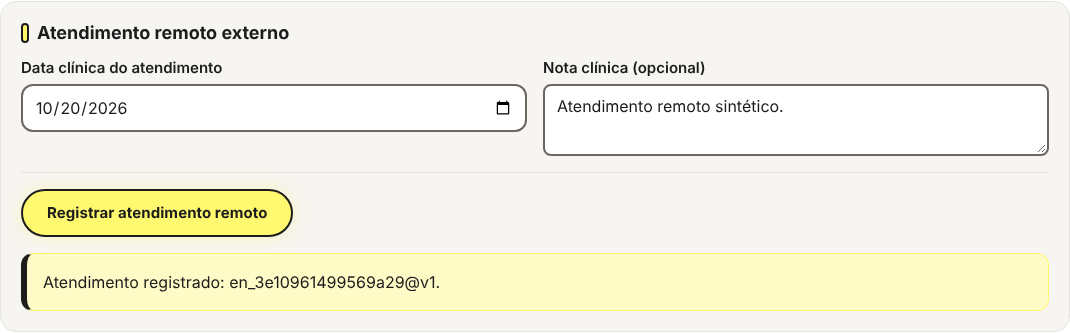 Atendimento remoto externo
Data clínica do atendimento
10/20/2026
Nota clínica (opcional)
Atendimento remoto sintético.
Registrar atendimento remoto
Atendimento registrado: en_3e10961499569a29@v1.